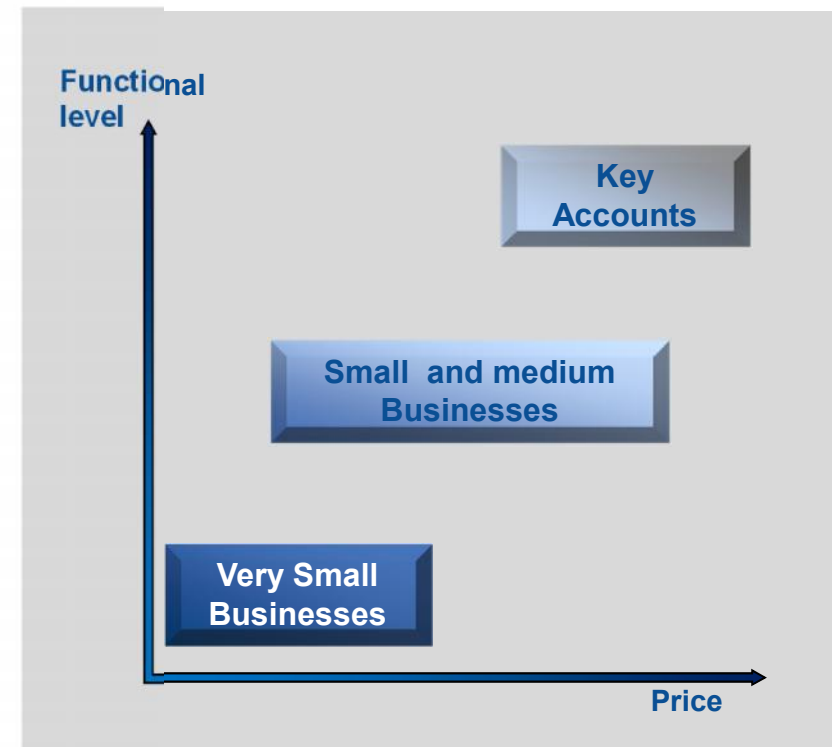 Functional
level
Key
Accounts
Small and medium
Businesses
Very Small
Businesses
Price